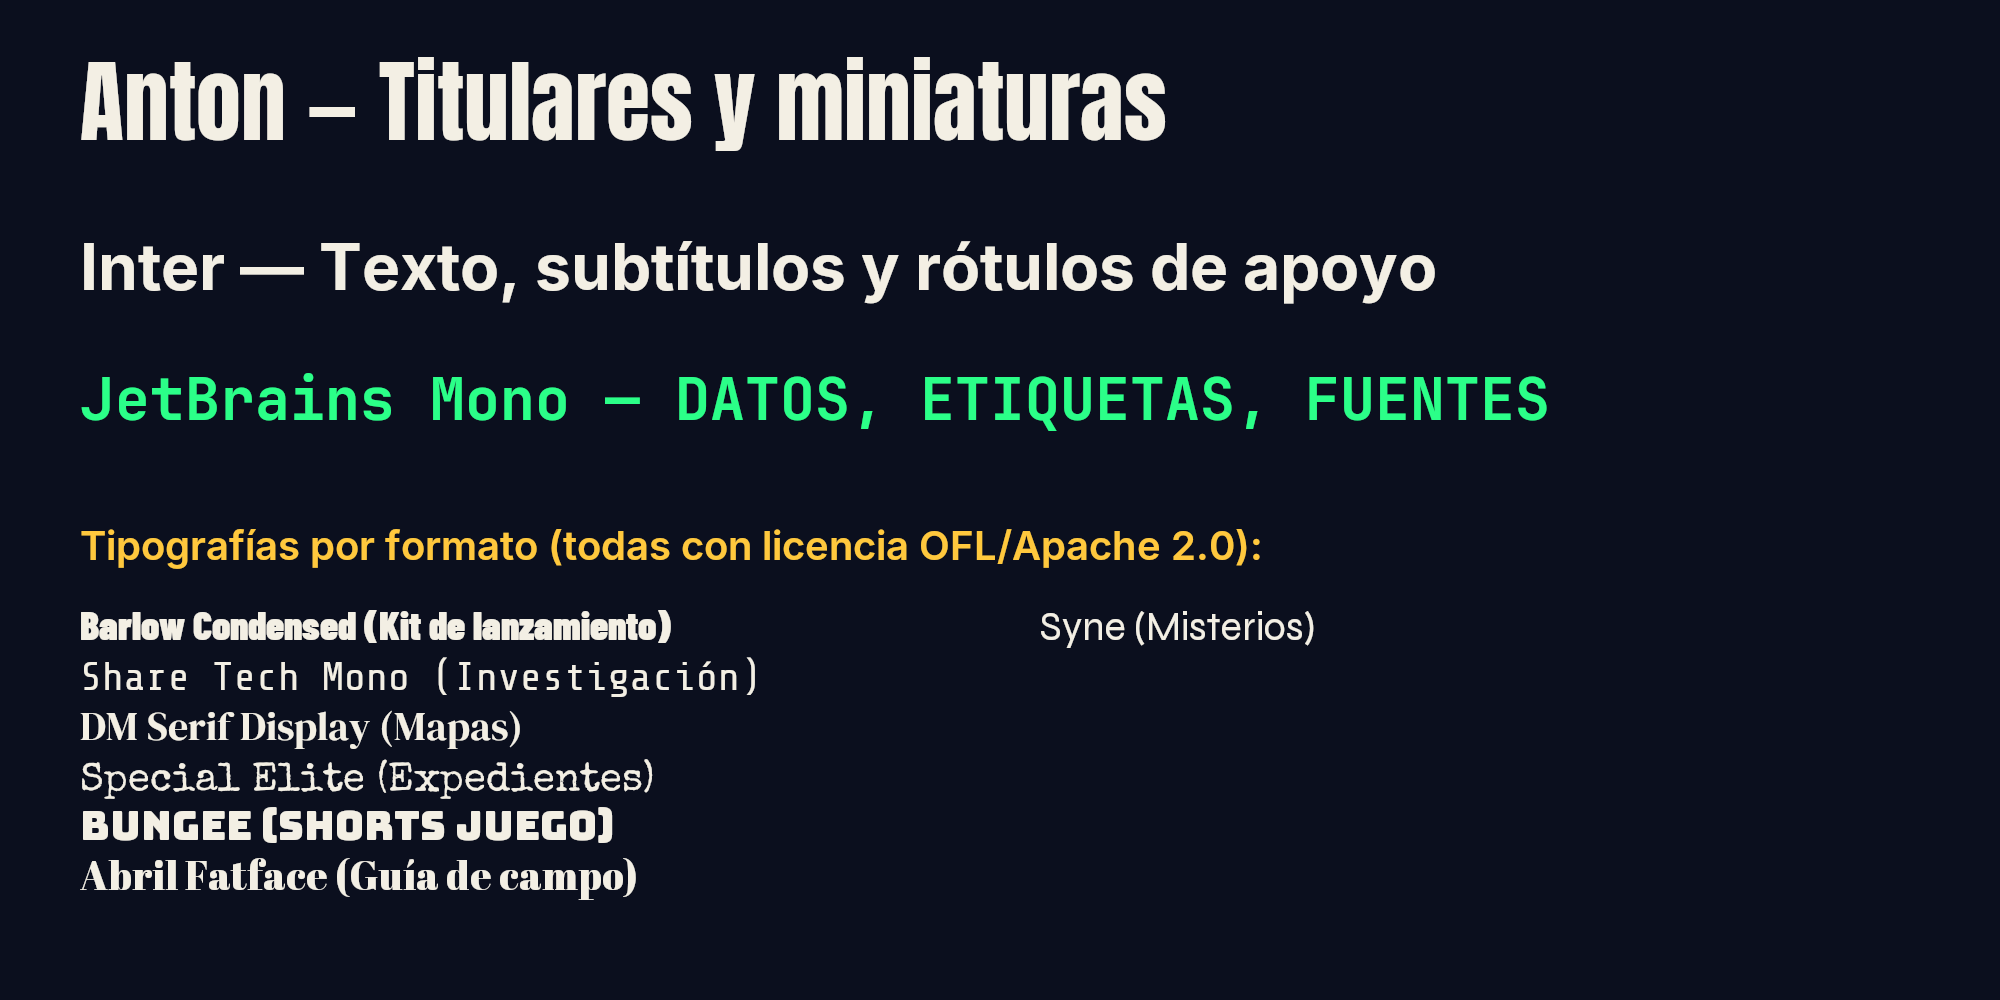 Anton – Titulares y miniaturas
Inter — Texto, subtítulos y rótulos de apoyo
JetBrains Mono — DATOS, ETIQUETAS, FUENTES
Tipografías por formato (todas con licencia OFL/Apache 2.0):
Barlow Condensed (Kit de lanzamiento)
Share Tech Mono (Investigación)
DM Serif Display (Mapas)
Special Elite (Expedientes)
BUNGEE (SHORTS JUEGO)
Abril Fatface (Guía de campo)
Syne (Misterios)